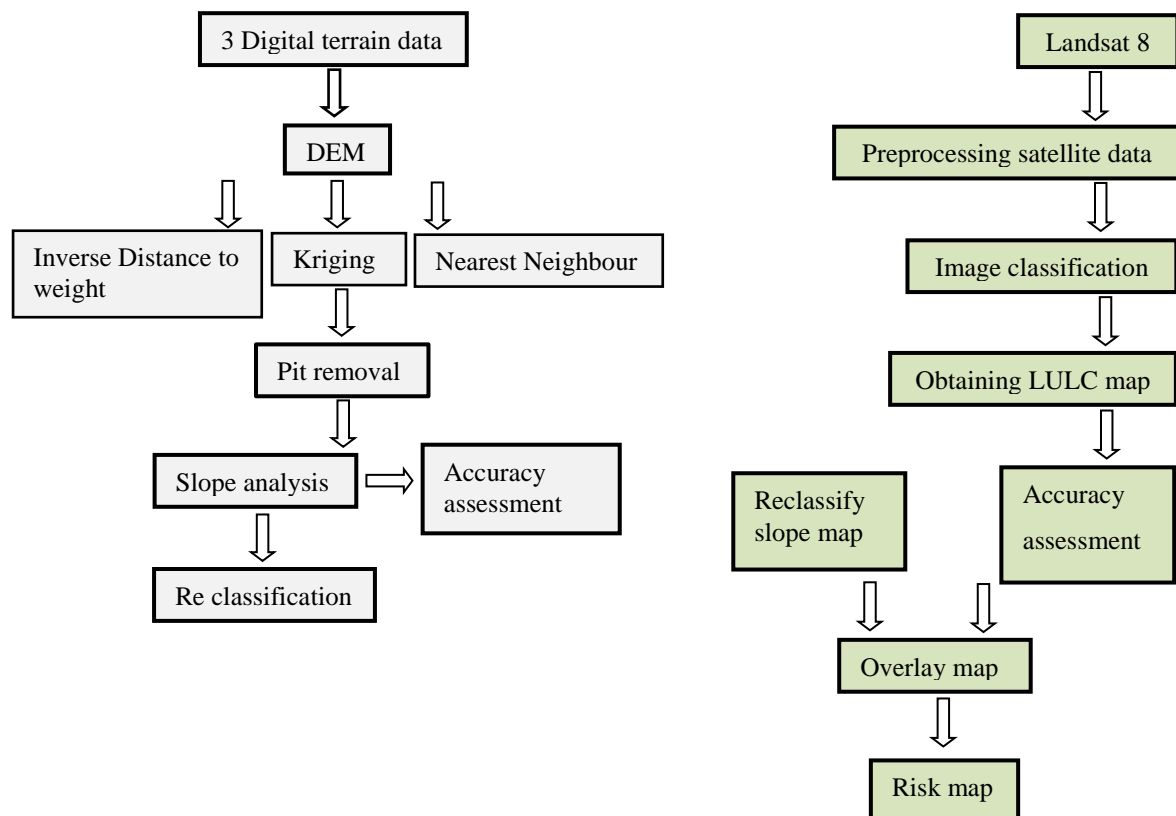 3 Digital terrain data
DEM
Inverse Distance to
weight
Kriging
Nearest Neighbour
Pit removal
Slope analysis
Accuracy
assessment
Re classification
Landsat 8
Preprocessing satellite data
Image classification
Obtaining LULC map
Reclassify
slope map
Accuracy
assessment
Overlay map
Risk map